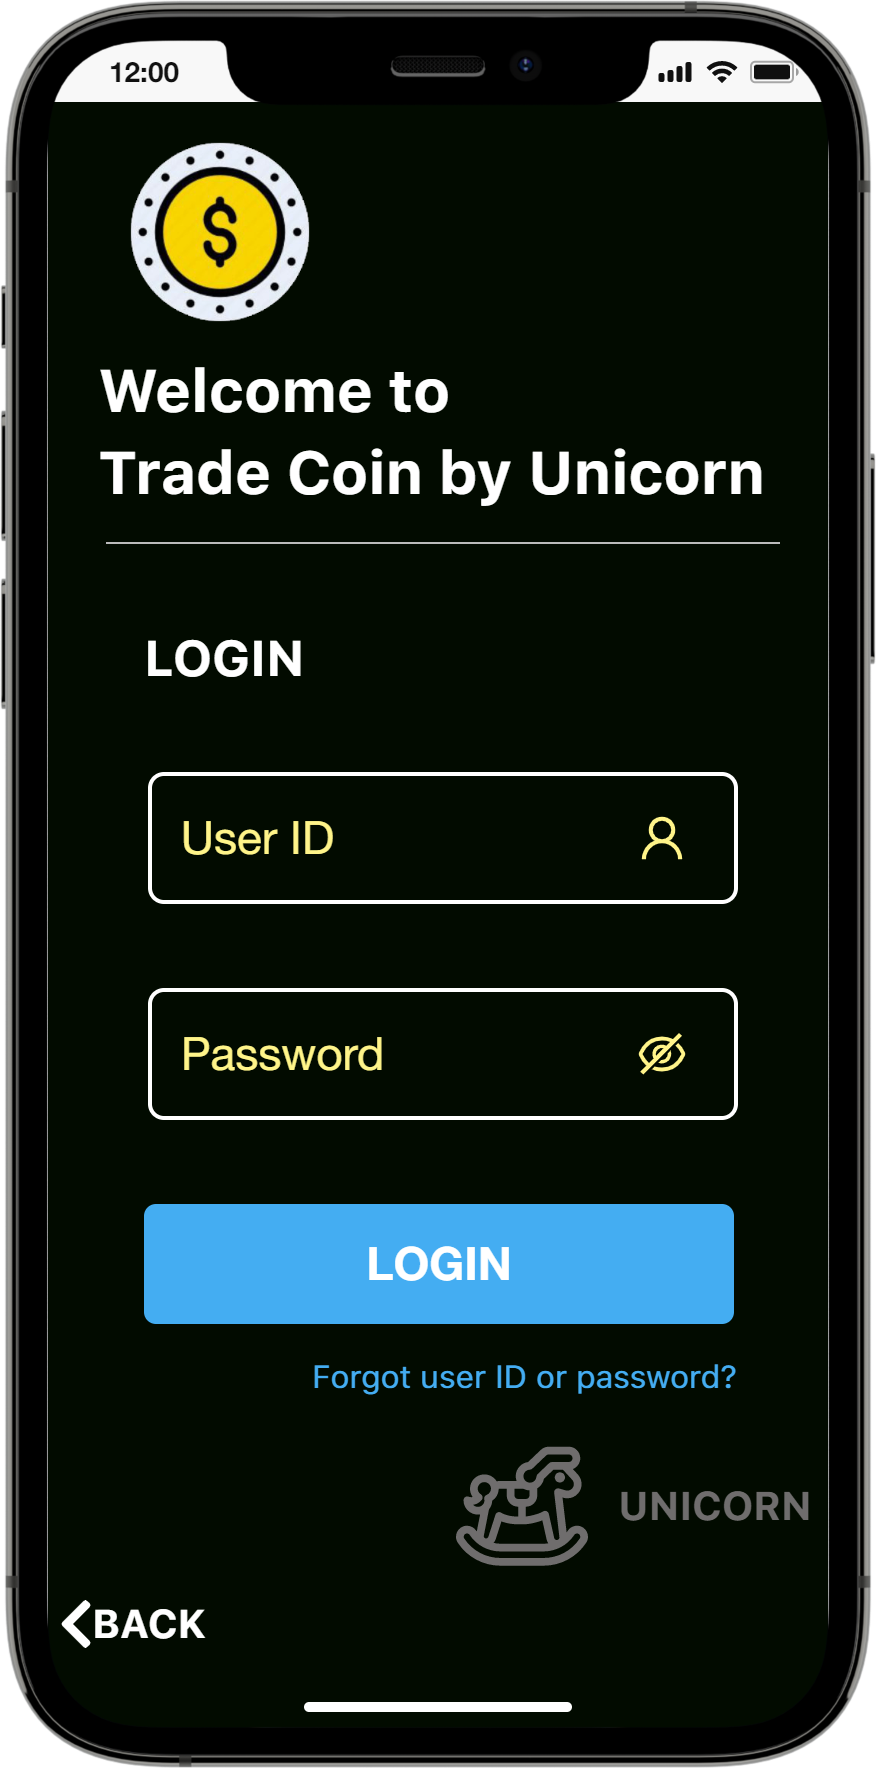 12:00
$
Welcome to
Trade Coin by Unicorn
LOGIN
User ID
Password
LOGIN
Forgot user ID or password?
UNICORN
BACK